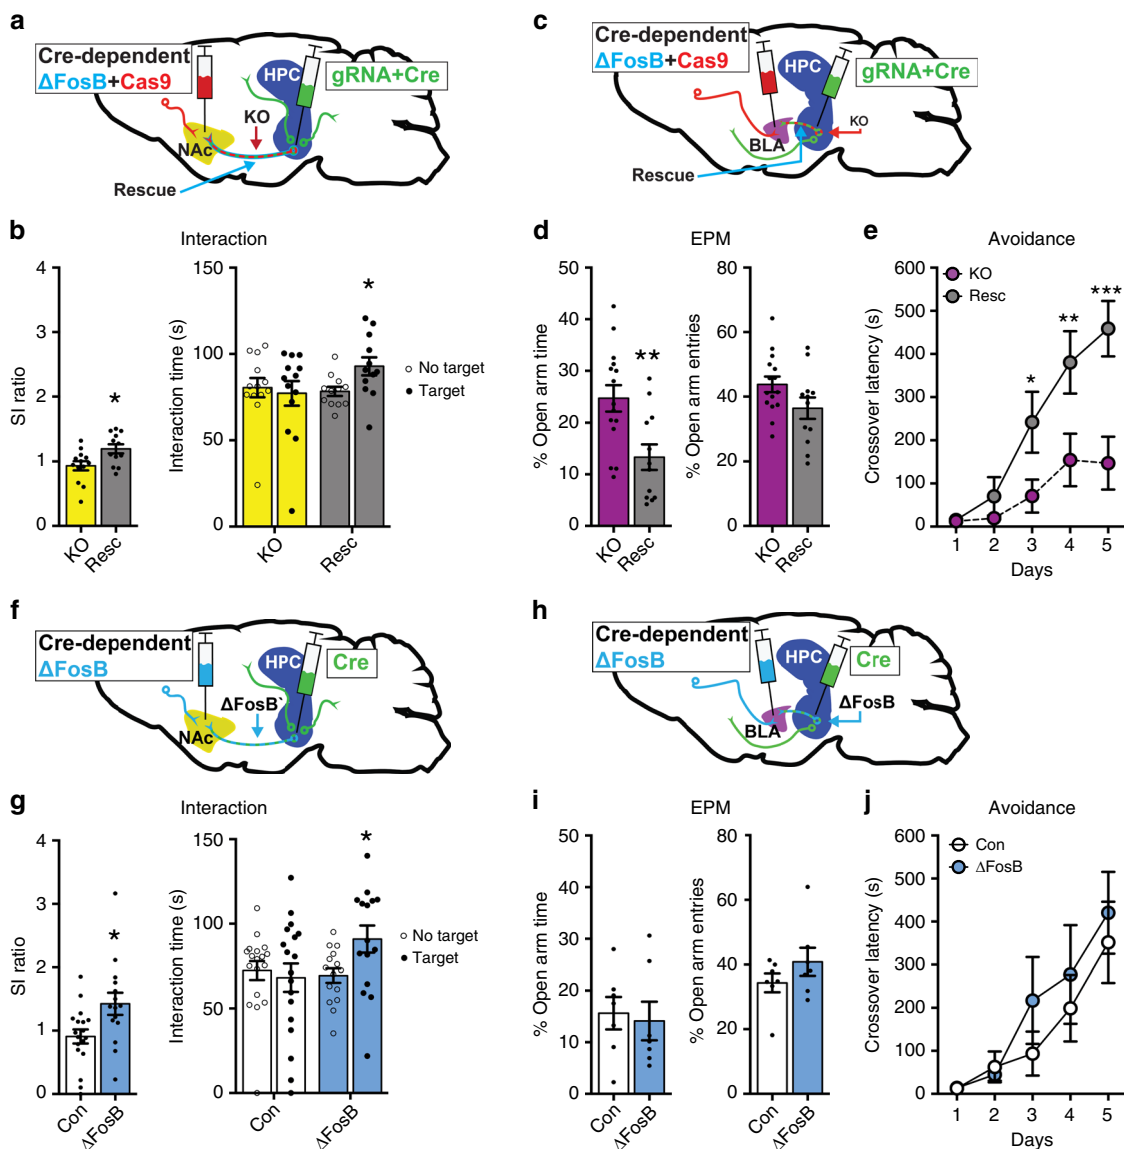 a
Cre-dependent
ΔFosB+Cas9
HPC
gRNA+Cre
KO
NAc
Rescue
c
Cre-dependent
ΔFosB+Cas9
HPC
gRNA+Cre
KO
BLA
Rescue
b
Interaction
4
3
2
1
0
SI ratio
*
KO
Resc
150
100
50
0
Interaction time (s)
*
No target
Target
KO
Resc
d
EPM
50
40
30
20
10
0
% Open arm time
**
KO
Resc
80
60
40
20
0
% Open arm entries
KO
Resc
e
Avoidance
600
500
400
300
200
100
0
Crossover latency (s)
KO
Resc
*
**
***
1 2 3 4 5
Days
f
Cre-dependent
ΔFosB
HPC
Cre
ΔFosB`
NAc
h
Cre-dependent
ΔFosB
HPC
Cre
ΔFosB
BLA
g
Interaction
4
3
2
1
0
SI ratio
*
Con
ΔFosB
150
100
50
0
Interaction time (s)
*
No target
Target
Con
ΔFosB
i
EPM
50
40
30
20
10
0
% Open arm time
Con
ΔFosB
80
60
40
20
0
% Open arm entries
Con
ΔFosB
j
Avoidance
600
500
400
300
200
100
0
Crossover latency (s)
Con
ΔFosB
1 2 3 4 5
Days